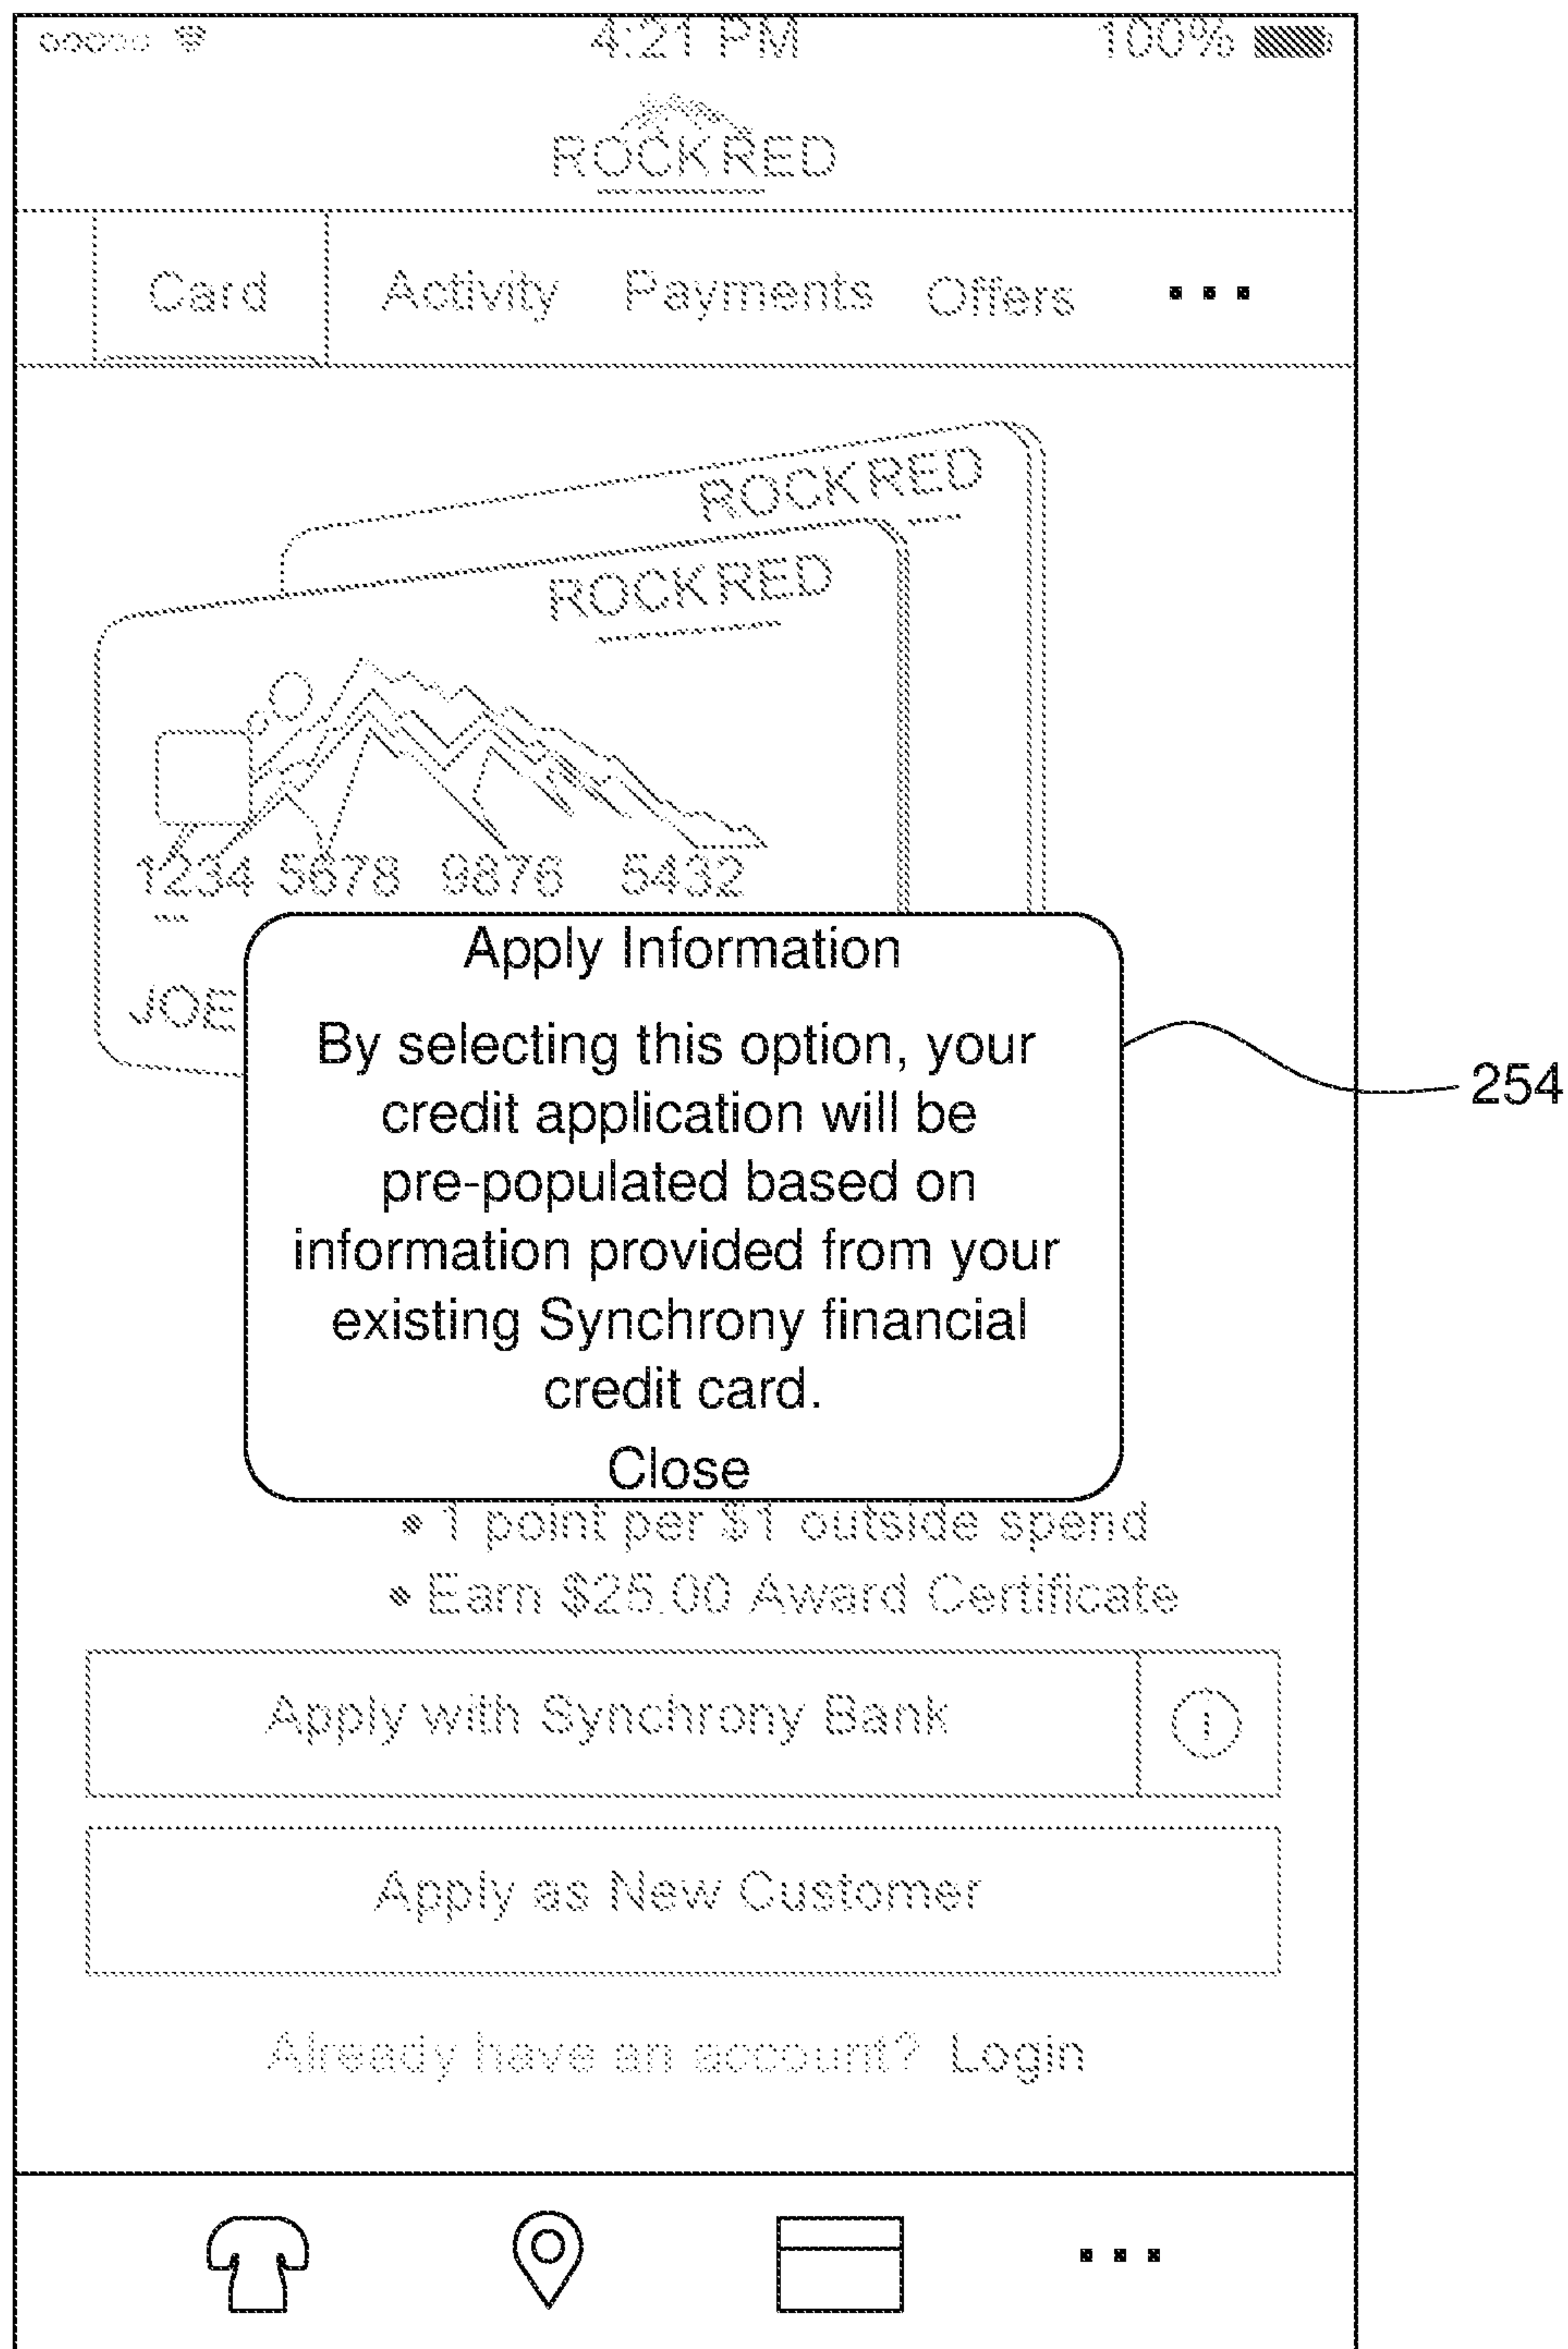 4:21 PM 100%
ROCKRED
Card Activity Payments Offers ...
ROCKRED
ROCKRED
1234 5678 9876 5432
JOE
Apply Information
By selecting this option, your
credit application will be
pre-populated based on
information provided from your
existing Synchrony financial
credit card.
Close
254
• 1 point per $1 outside spend
• Earn $25.00 Award Certificate
Apply with Synchrony Bank i
Apply as New Customer
Already have an account? Login
...